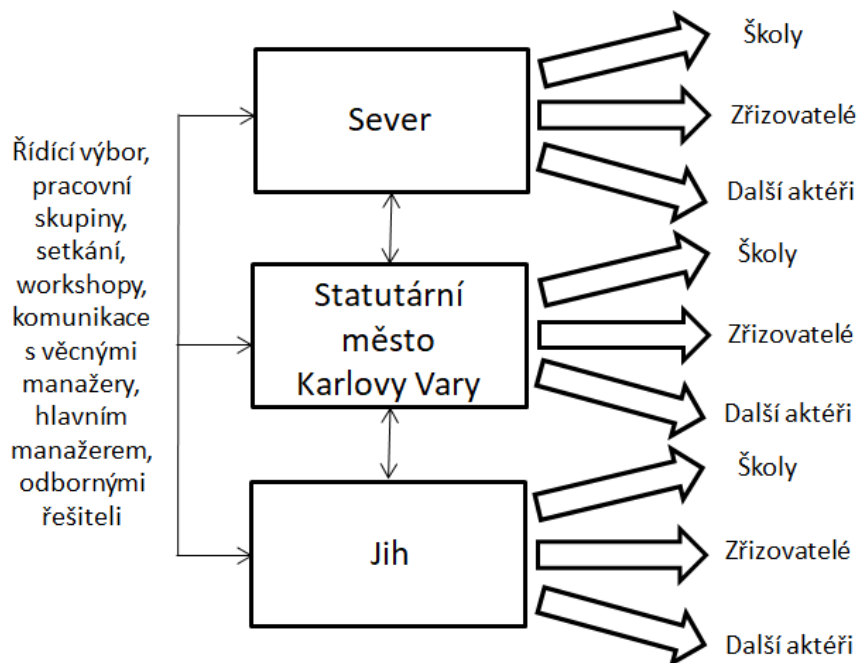 Řídící výbor,
pracovní
skupiny,
setkání,
workshopy,
komunikace
s věcnými
manažery,
hlavním
manažerem,
odbornými
řešiteli
Sever
Školy
Zřizovatelé
Další aktéři
Statutární
město
Karlovy Vary
Školy
Zřizovatelé
Další aktéři
Jih
Školy
Zřizovatelé
Další aktéři